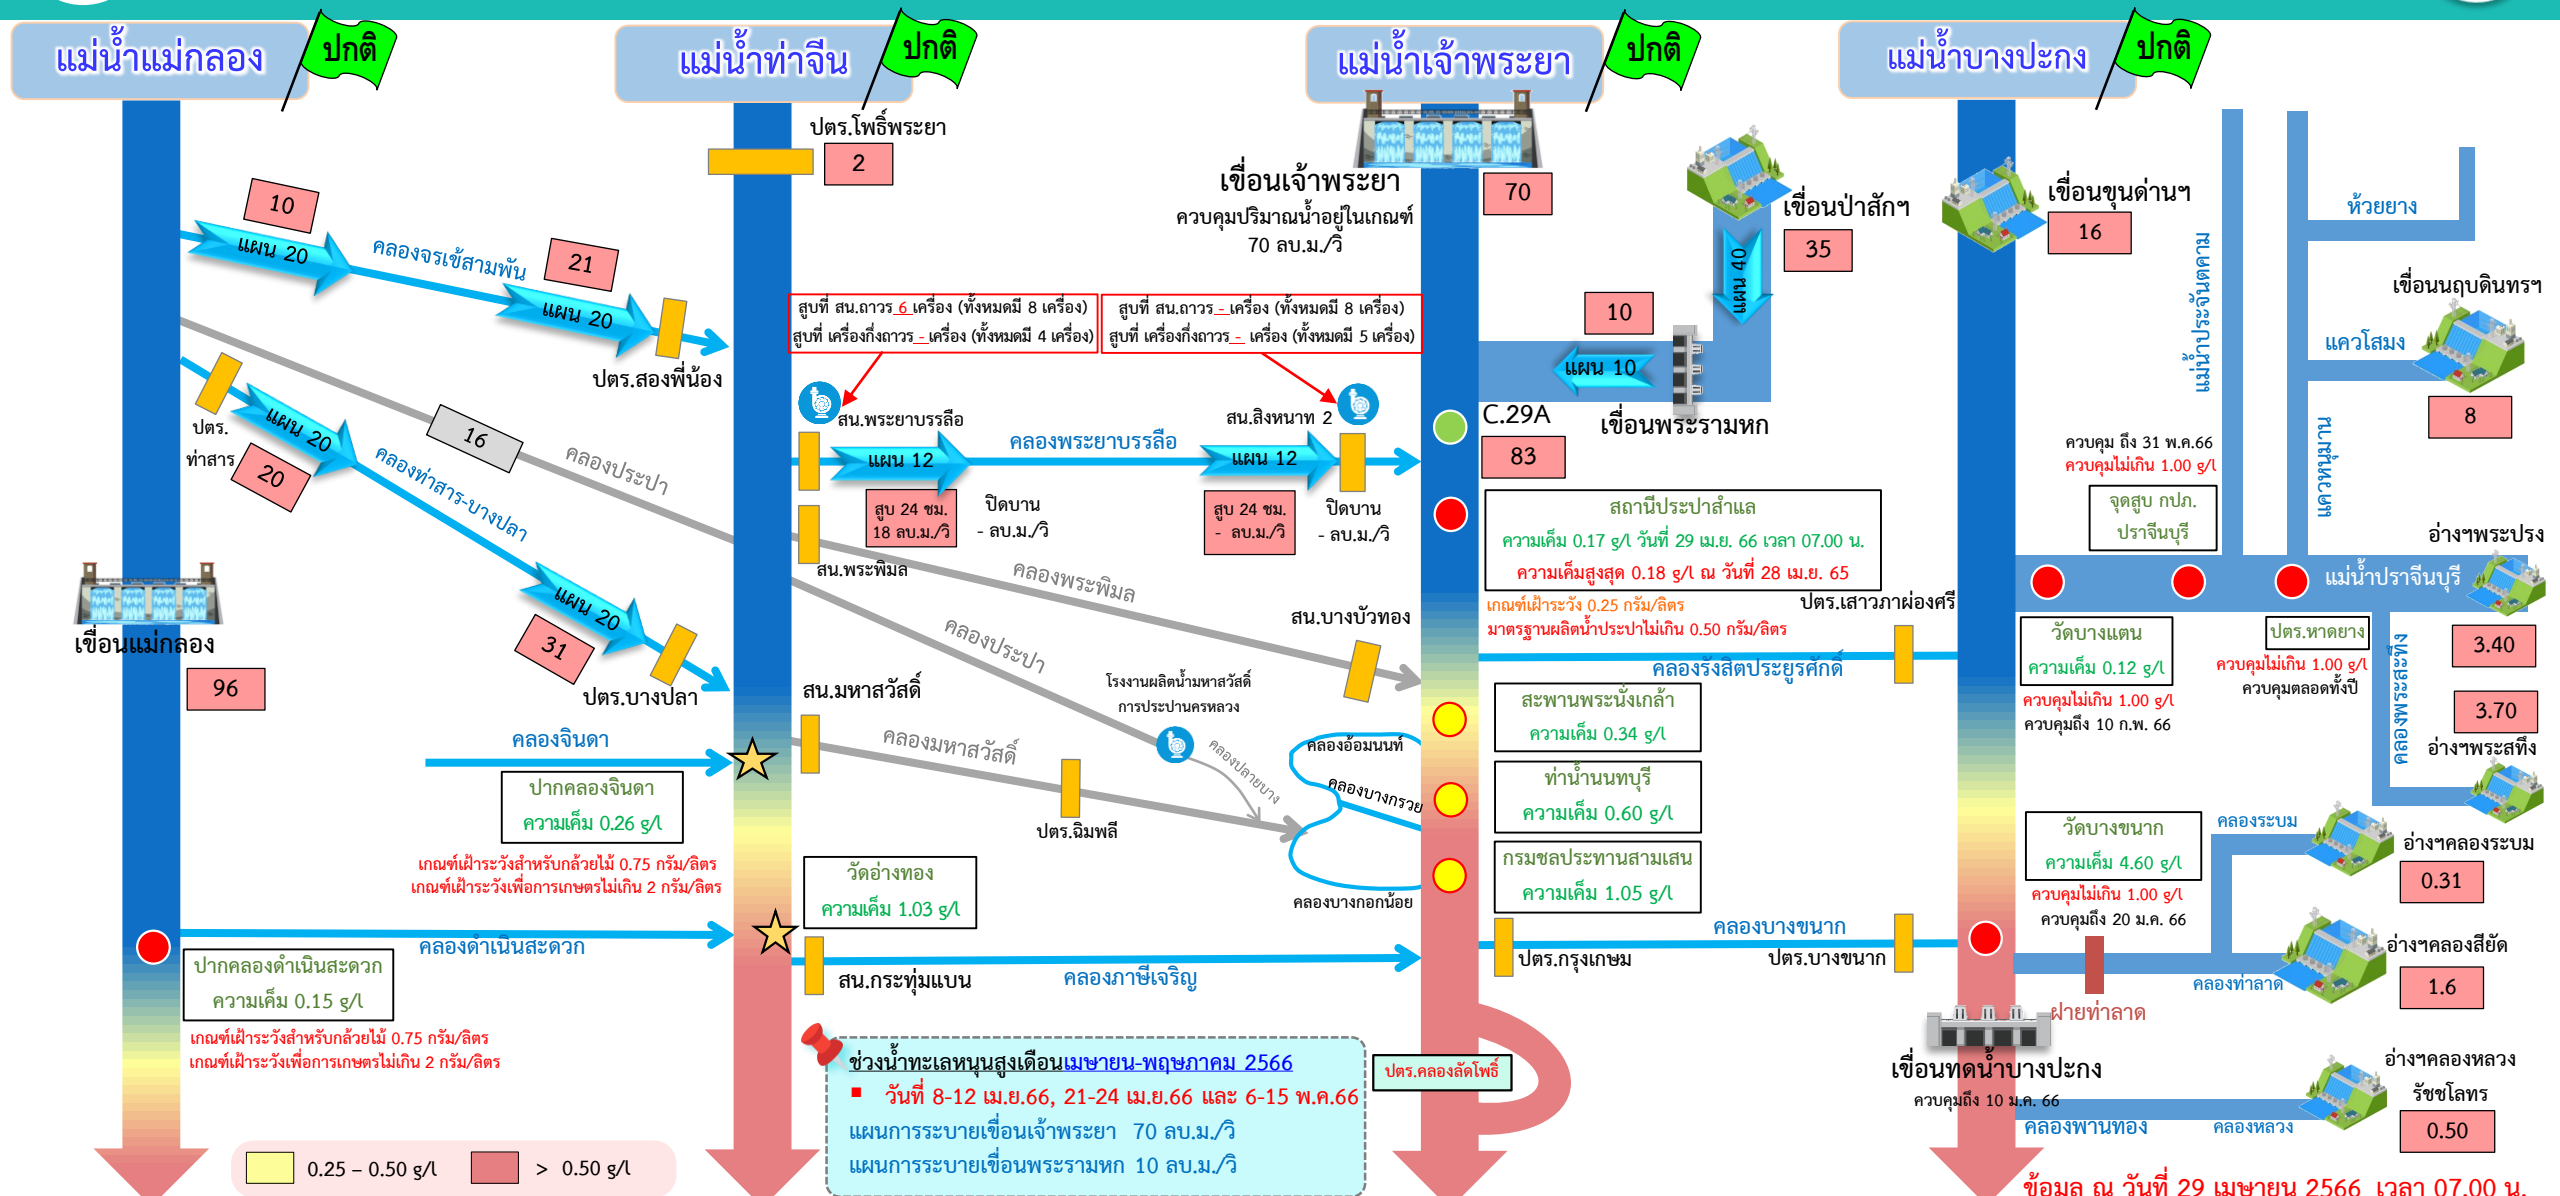 แม่น้ำแม่กลอง
ปกติ
แม่น้ำท่าจีน
ปกติ
แม่น้ำเจ้าพระยา
ปกติ
แม่น้ำบางปะกง
ปกติ
ปตร.โพธิ์พระยา
2
เขื่อนเจ้าพระยา
ควบคุมปริมาณน้ำอยู่ในเกณฑ์
70 ลบ.ม./วิ
70
เขื่อนป่าสักฯ
35
แผน 40
เขื่อนขุนด่านฯ
16
ห้วยยาง
แม่น้ำประจันตคาม
เขื่อนนฤบดินทรฯ
แควโสมง
8
แควหนุมาน
10
แผน 20
คลองจรเข้สามพัน
21
แผน 20
ปตร.สองพี่น้อง
สูบที่ สน.ถาวร 6 เครื่อง (ทั้งหมดมี 8 เครื่อง)
สูบที่ เครื่องกึ่งถาวร - เครื่อง (ทั้งหมดมี 4 เครื่อง)
สูบที่ สน.ถาวร - เครื่อง (ทั้งหมดมี 8 เครื่อง)
สูบที่ เครื่องกึ่งถาวร - เครื่อง (ทั้งหมดมี 5 เครื่อง)
10
แผน 10
เขื่อนพระรามหก
ปตร.
ท่าสาร
แผน 20
20
16
คลองประปา
คลองท่าสาร-บางปลา
สน.พระยาบรรลือ
แผน 12
คลองพระยาบรรลือ
สน.สิงหนาท 2
แผน 12
สูบ 24 ชม.
18 ลบ.ม./วิ
ปิดบาน
- ลบ.ม./วิ
สูบ 24 ชม.
- ลบ.ม./วิ
ปิดบาน
- ลบ.ม./วิ
C.29A
83
สถานีประปาสำแล
ความเค็ม 0.17 g/l วันที่ 29 เม.ย. 66 เวลา 07.00 น.
ความเค็มสูงสุด 0.18 g/l ณ วันที่ 28 เม.ย. 65
เกณฑ์เฝ้าระวัง 0.25 กรัม/ลิตร
มาตรฐานผลิตน้ำประปาไม่เกิน 0.50 กรัม/ลิตร
ควบคุม ถึง 31 พ.ค.66
ควบคุมไม่เกิน 1.00 g/l
จุดสูบ กปภ.
ปราจีนบุรี
อ่างฯพระปรง
แม่น้ำปราจีนบุรี
3.40
สน.พระพิมล
คลองพระพิมล
สน.บางบัวทอง
ปตร.เสาวภาผ่องศรี
คลองรังสิตประยูรศักดิ์
วัดบางแตน
ความเค็ม 0.12 g/l
ควบคุมไม่เกิน 1.00 g/l
ควบคุมถึง 10 ก.พ. 66
ปตร.หาดยาง
ควบคุมไม่เกิน 1.00 g/l
ควบคุมตลอดทั้งปี
คลองพระสะทึง
3.70
อ่างฯพระสทึง
เขื่อนแม่กลอง
96
แผน 20
31
ปตร.บางปลา
คลองจินดา
ปากคลองจินดา
ความเค็ม 0.26 g/l
เกณฑ์เฝ้าระวังสำหรับกล้วยไม้ 0.75 กรัม/ลิตร
เกณฑ์เฝ้าระวังเพื่อการเกษตรไม่เกิน 2 กรัม/ลิตร
สน.มหาสวัสดิ์
คลองมหาสวัสดิ์
คลองประปา
โรงงานผลิตน้ำมหาสวัสดิ์
การประปานครหลวง
คลองปลายบาง
ปตร.ฉิมพลี
คลองอ้อมนนท์
คลองบางกรวย
คลองบางกอกน้อย
สะพานพระนั่งเกล้า
ความเค็ม 0.34 g/l
ท่าน้ำนนทบุรี
ความเค็ม 0.60 g/l
กรมชลประทานสามเสน
ความเค็ม 1.05 g/l
วัดบางขนาก
ความเค็ม 4.60 g/l
ควบคุมไม่เกิน 1.00 g/l
ควบคุมถึง 20 ม.ค. 66
คลองระบม
อ่างฯคลองระบม
0.31
วัดอ่างทอง
ความเค็ม 1.03 g/l
คลองดำเนินสะดวก
ปากคลองดำเนินสะดวก
ความเค็ม 0.15 g/l
เกณฑ์เฝ้าระวังสำหรับกล้วยไม้ 0.75 กรัม/ลิตร
เกณฑ์เฝ้าระวังเพื่อการเกษตรไม่เกิน 2 กรัม/ลิตร
สน.กระทุ่มแบน
คลองภาษีเจริญ
ปตร.กรุงเกษม
คลองบางขนาก
ปตร.บางขนาก
อ่างฯคลองสียัด
1.6
คลองท่าลาด
ฝายท่าลาด
เขื่อนทดน้ำบางปะกง
ควบคุมถึง 10 ม.ค. 66
คลองพานทอง
คลองหลวง
อ่างฯคลองหลวง
รัชชโลทร
0.50
ช่วงน้ำทะเลหนุนสูงเดือนเมษายน-พฤษภาคม 2566
▪ วันที่ 8-12 เม.ย.66, 21-24 เม.ย.66 และ 6-15 พ.ค.66
แผนการระบายเขื่อนเจ้าพระยา 70 ลบ.ม./วิ
แผนการระบายเขื่อนพระรามหก 10 ลบ.ม./วิ
ปตร.คลองลัดโพธิ์
0.25 – 0.50 g/l
> 0.50 g/l
ข้อมูล ณ วันที่ 29 เมษายน 2566 เวลา 07.00 น.